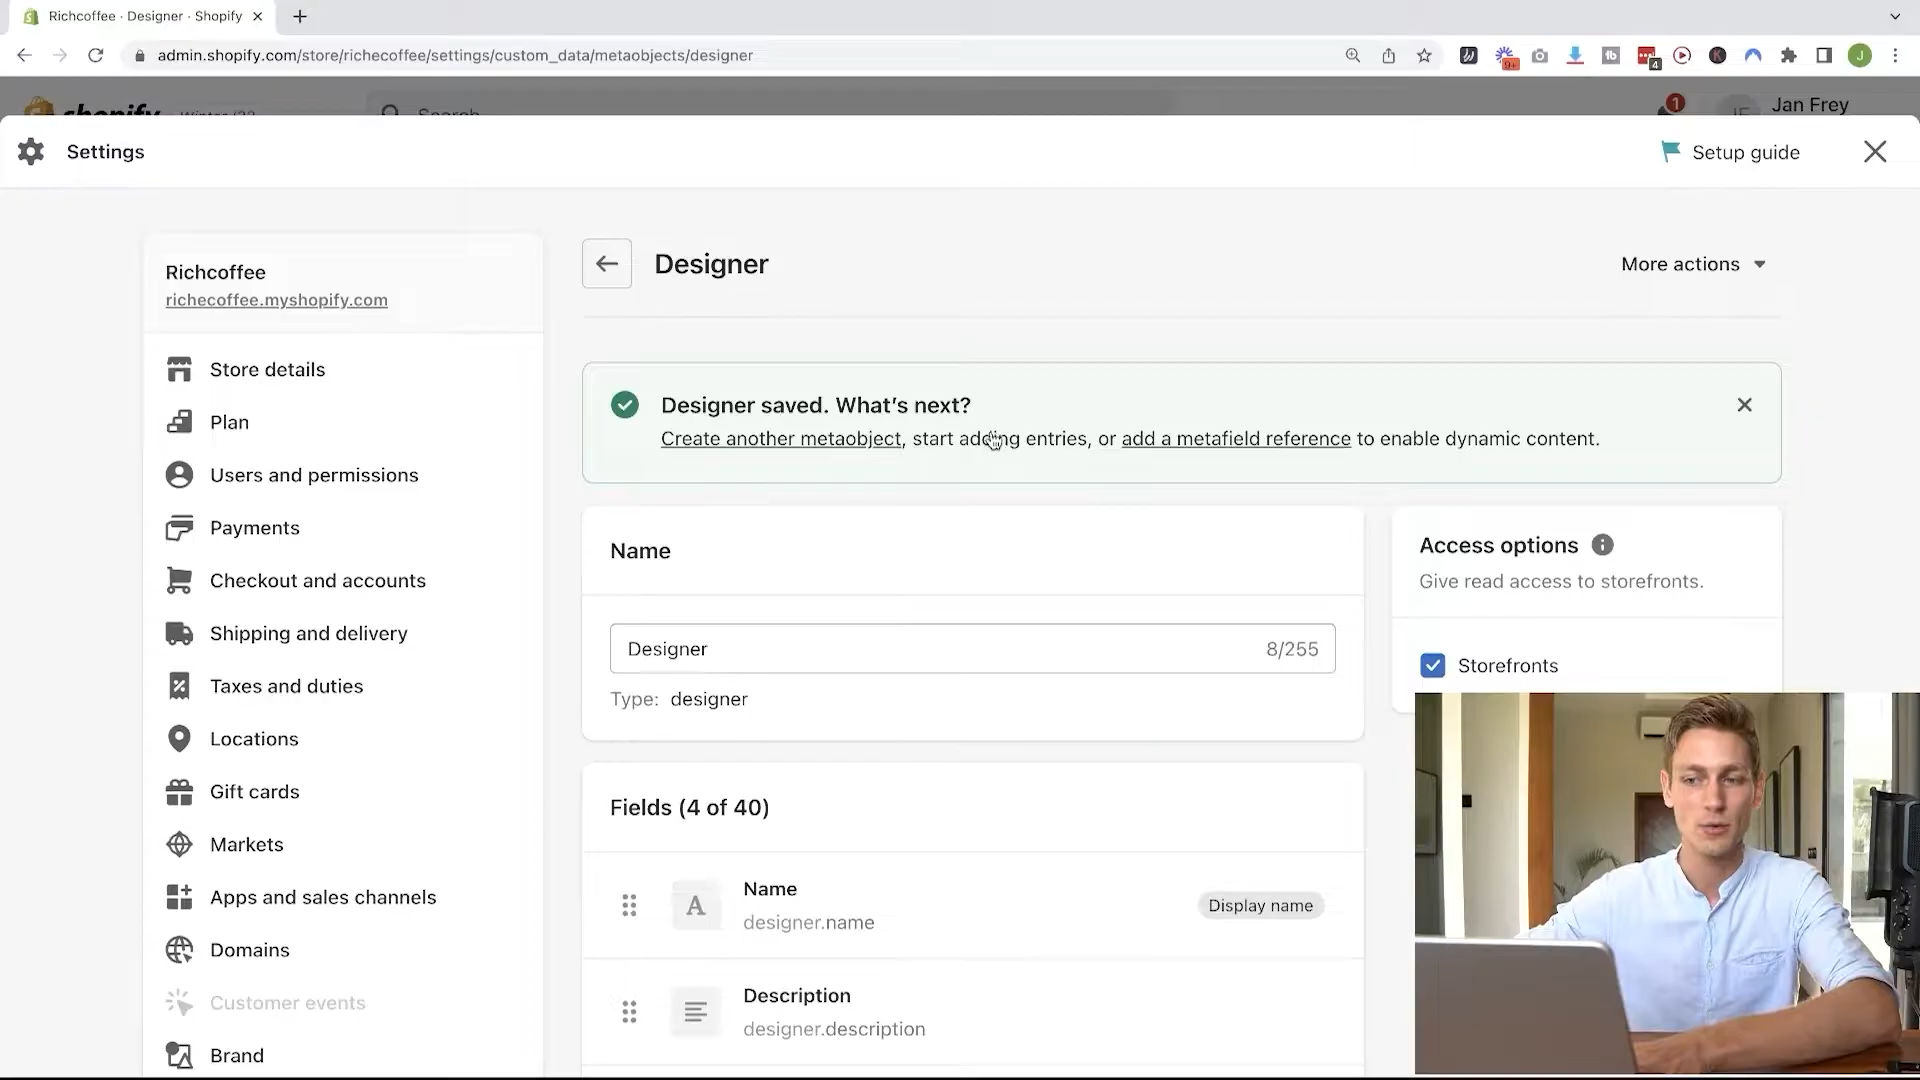 Richcoffee · Designer · Shopify
admin.shopify.com/store/richecoffee/settings/custom_data/metaobjects/designer
9+
4
K
J
shopify
Search
1
Jan Frey
Settings
Setup guide
Richcoffee
richecoffee.myshopify.com
Store details
Plan
Users and permissions
Payments
Checkout and accounts
Shipping and delivery
Taxes and duties
Locations
Gift cards
Markets
Apps and sales channels
Domains
Customer events
Brand
Designer
More actions
Designer saved. What's next?
Create another metaobject, start adding entries, or add a metafield reference to enable dynamic content.
Name
Designer 8/255
Type: designer
Access options
Give read access to storefronts.
Storefronts
Fields (4 of 40)
Name
designer.name
Display name
Description
designer.description